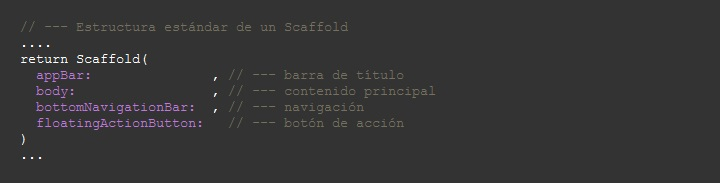 // --- Estructura estándar de un Scaffold
....
return Scaffold(
  appBar:               , // --- barra de título
  body:                 , // --- contenido principal
  bottomNavigationBar:  , // --- navigación
  floatingActionButton:   // --- botón de acción
)
...